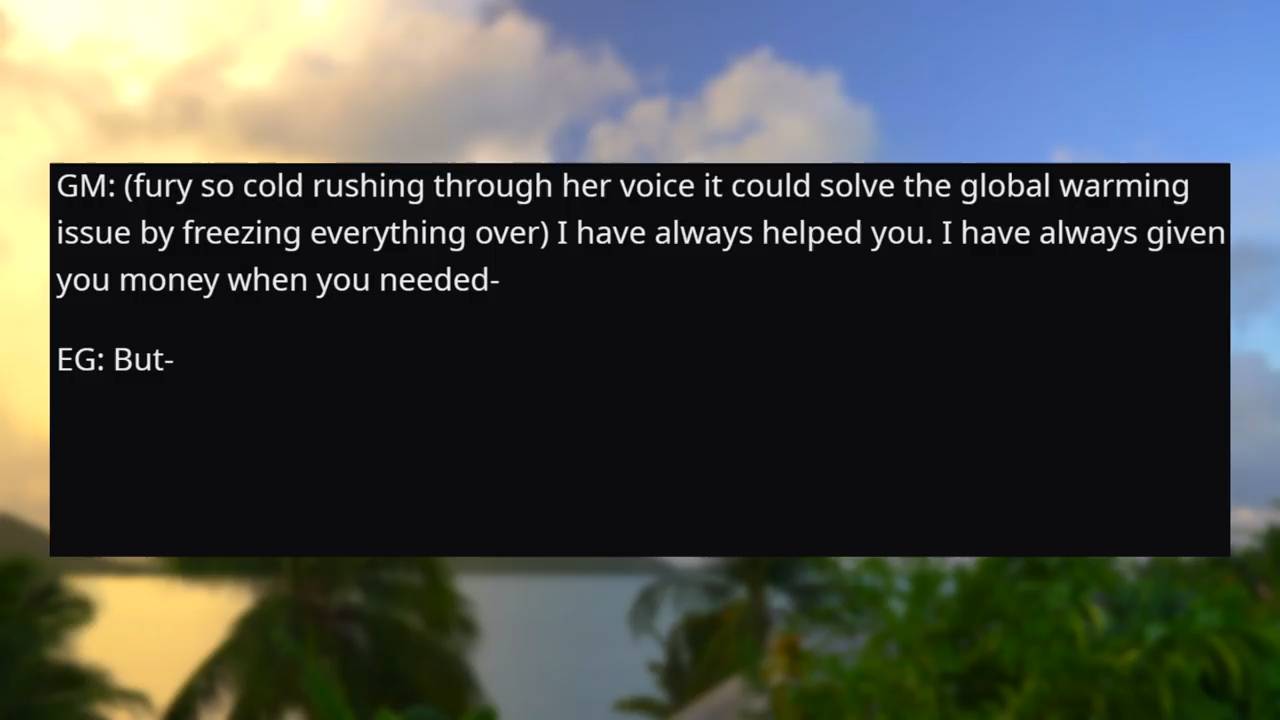 GM: (fury so cold rushing through her voice it could solve the global warming
issue by freezing everything over) I have always helped you. I have always given
you money when you needed-
EG: But-